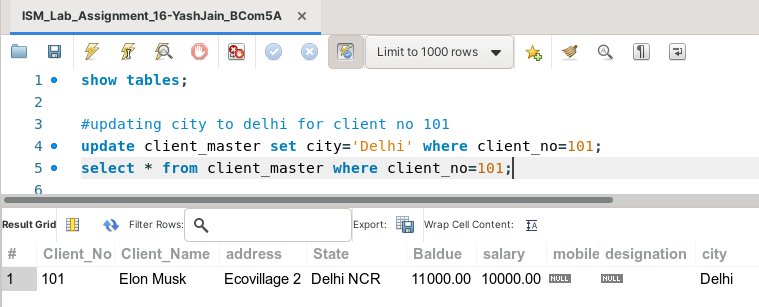 ISM_Lab_Assignment_16-YashJain_BCom5A
Limit to 1000 rows
1 show tables;
2
3 #updating city to delhi for client no 101
4 update client_master set city='Delhi' where client_no=101;
5 select * from client_master where client_no=101;
6
Result Grid Filter Rows: Export: Wrap Cell Content: IA
# Client_No Client_Name address State Baldue salary mobile designation city
1 101 Elon Musk Ecovillage 2 Delhi NCR 11000.00 10000.00 NULL NULL Delhi